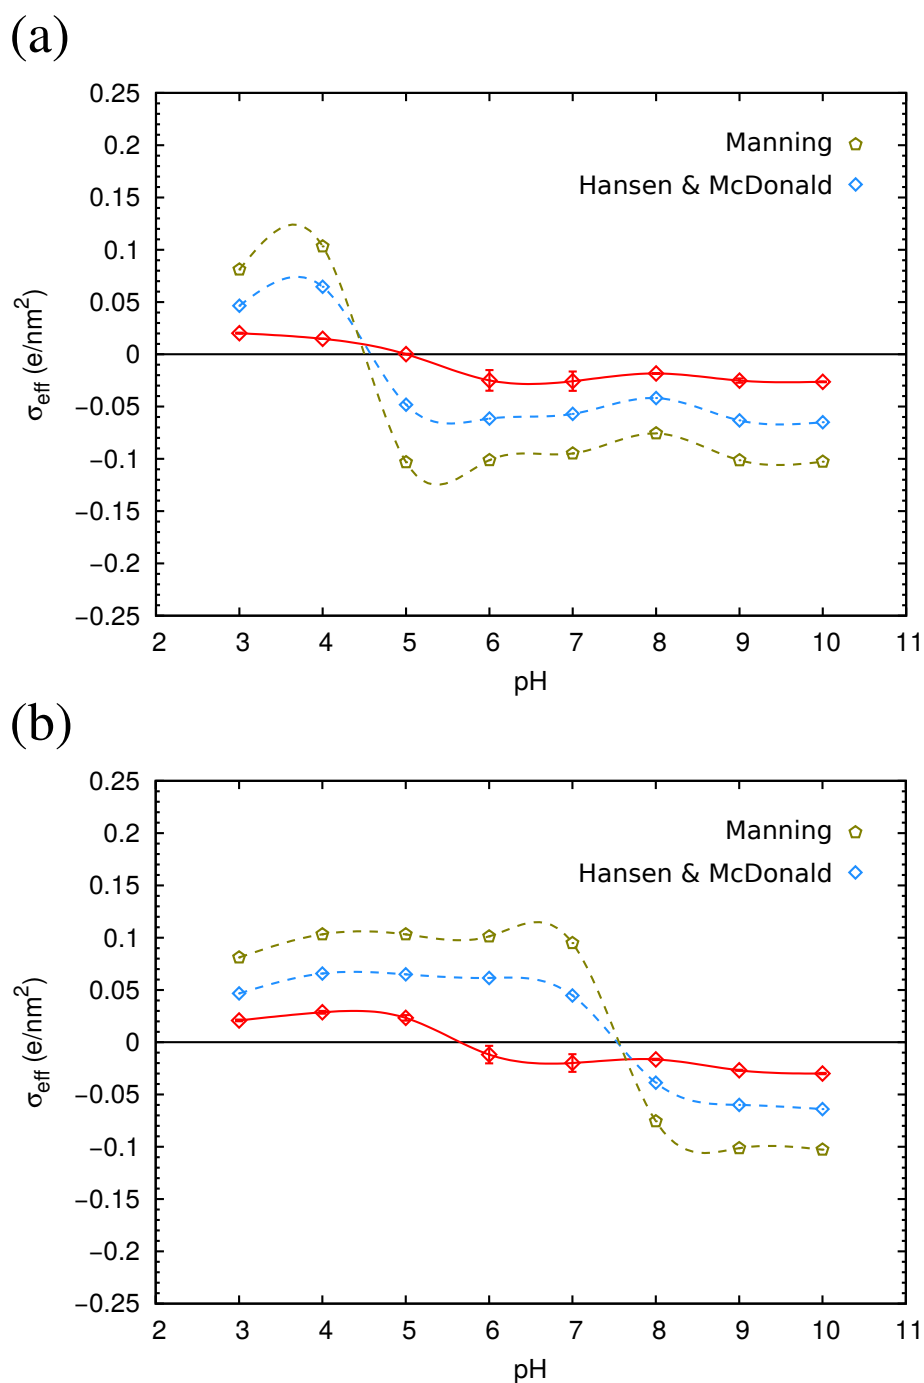 (a)
0.25
0.2
0.15
0.1
0.05
0
−0.05
−0.1
−0.15
−0.2
−0.25
σeff (e/nm²)
Manning
Hansen & McDonald
2 3 4 5 6 7 8 9 10 11
pH
(b)
0.25
0.2
0.15
0.1
0.05
0
−0.05
−0.1
−0.15
−0.2
−0.25
σeff (e/nm²)
Manning
Hansen & McDonald
2 3 4 5 6 7 8 9 10 11
pH